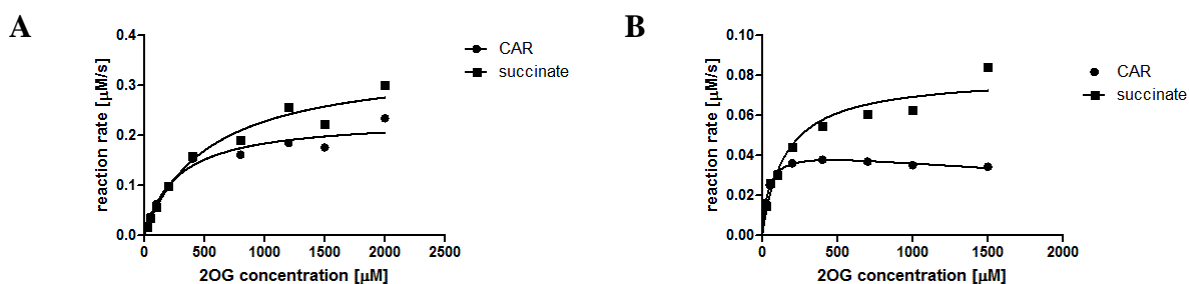 A
reaction rate [µM/s]
0.4
0.3
0.2
0.1
0.0
0
500
1000
1500
2000
2500
2OG concentration [µM]
CAR
succinate
B
reaction rate [µM/s]
0.10
0.08
0.06
0.04
0.02
0.00
0
500
1000
1500
2000
2OG concentration [µM]
CAR
succinate